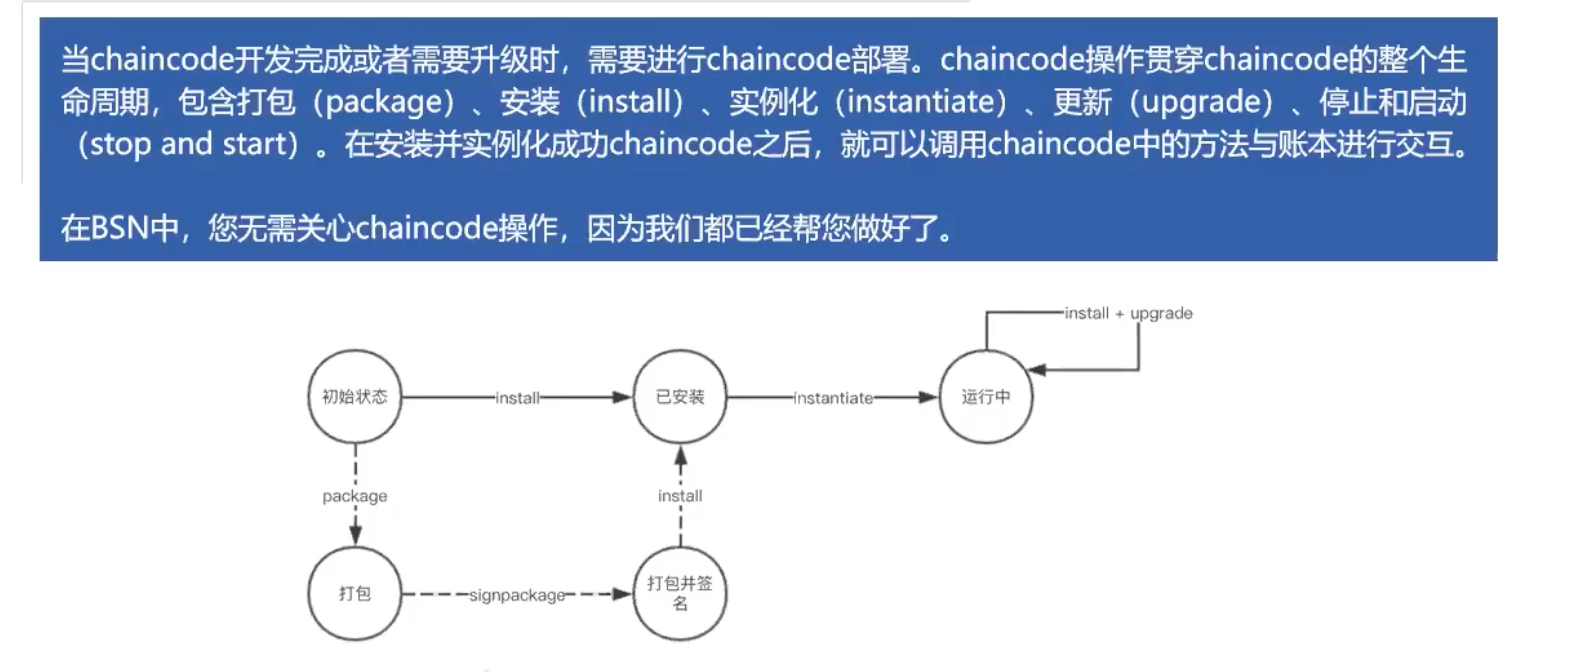 当chaincode开发完成或者需要升级时，需要进行chaincode部署。chaincode操作贯穿chaincode的整个生
命周期，包含打包（package）、安装（install）、实例化（instantiate）、更新（upgrade）、停止和启动
（stop and start）。在安装并实例化成功chaincode之后，就可以调用chaincode中的方法与账本进行交互。
在BSN中，您无需关心chaincode操作，因为我们都已经帮您做好了。
install + upgrade
初始状态
install
已安装
instantiate
运行中
package
install
打包
signpackage
打包并签
名